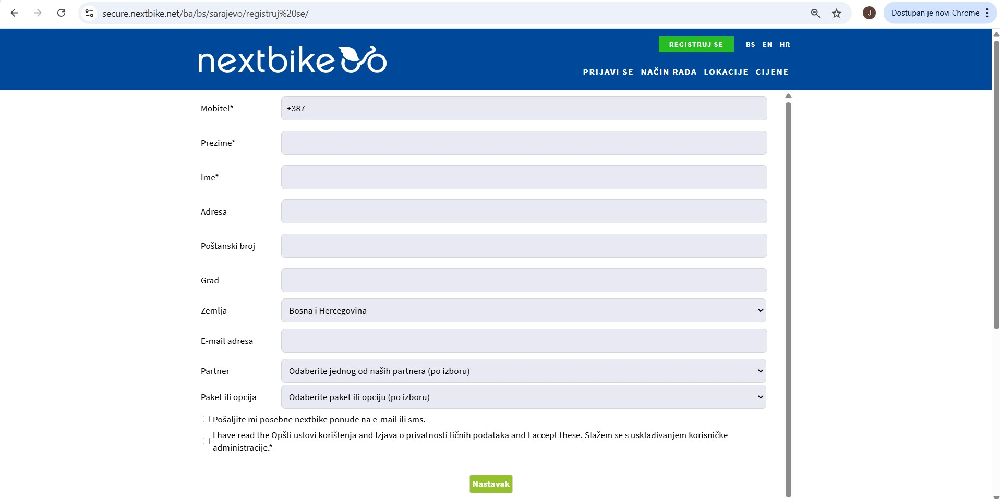 secure.nextbike.net/ba/bs/sarajevo/registruj%20se/
J
Dostupan je novi Chrome
nextbike
REGISTRUJ SE BS EN HR
PRIJAVI SE NAČIN RADA LOKACIJE CIJENE
Mobitel* +387
Prezime*
Ime*
Adresa
Poštanski broj
Grad
Zemlja Bosna i Hercegovina
E-mail adresa
Partner Odaberite jednog od naših partnera (po izboru)
Paket ili opcija Odaberite paket ili opciju (po izboru)
Pošaljite mi posebne nextbike ponude na e-mail ili sms.
I have read the Opšti uslovi korištenja and Izjava o privatnosti ličnih podataka and I accept these. Slažem se s usklađivanjem korisničke
administracije.*
Nastavak